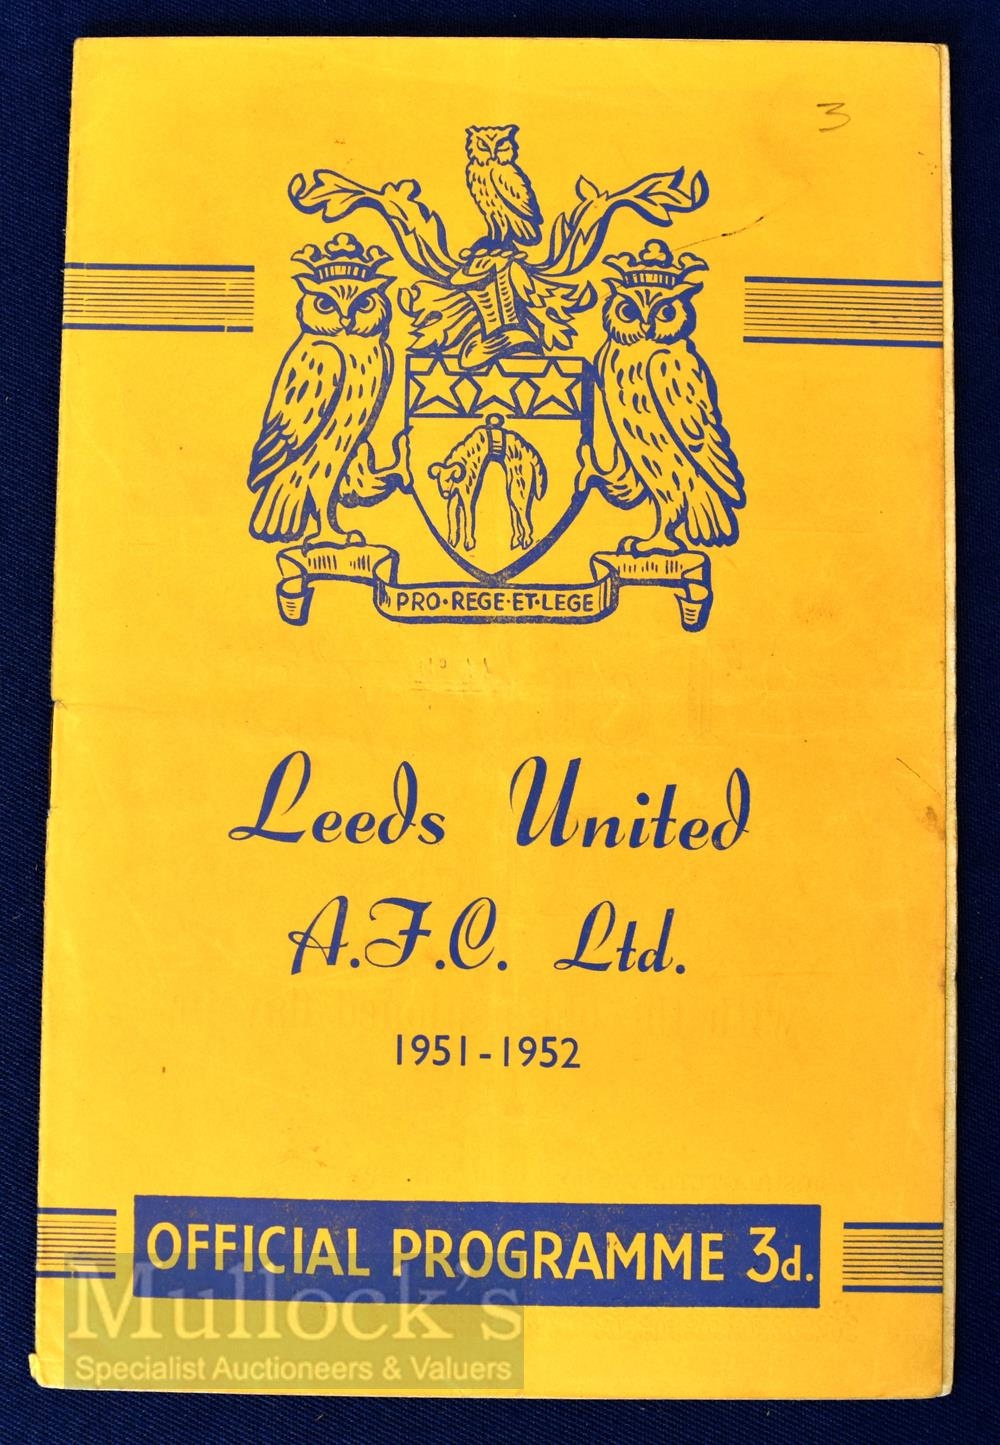 3
PRO·REGE·ET·LEGE
Leeds United
A.F.C. Ltd.
1951-1952
OFFICIAL PROGRAMME 3d.
Mullock's
Specialist Auctioneers & Valuers